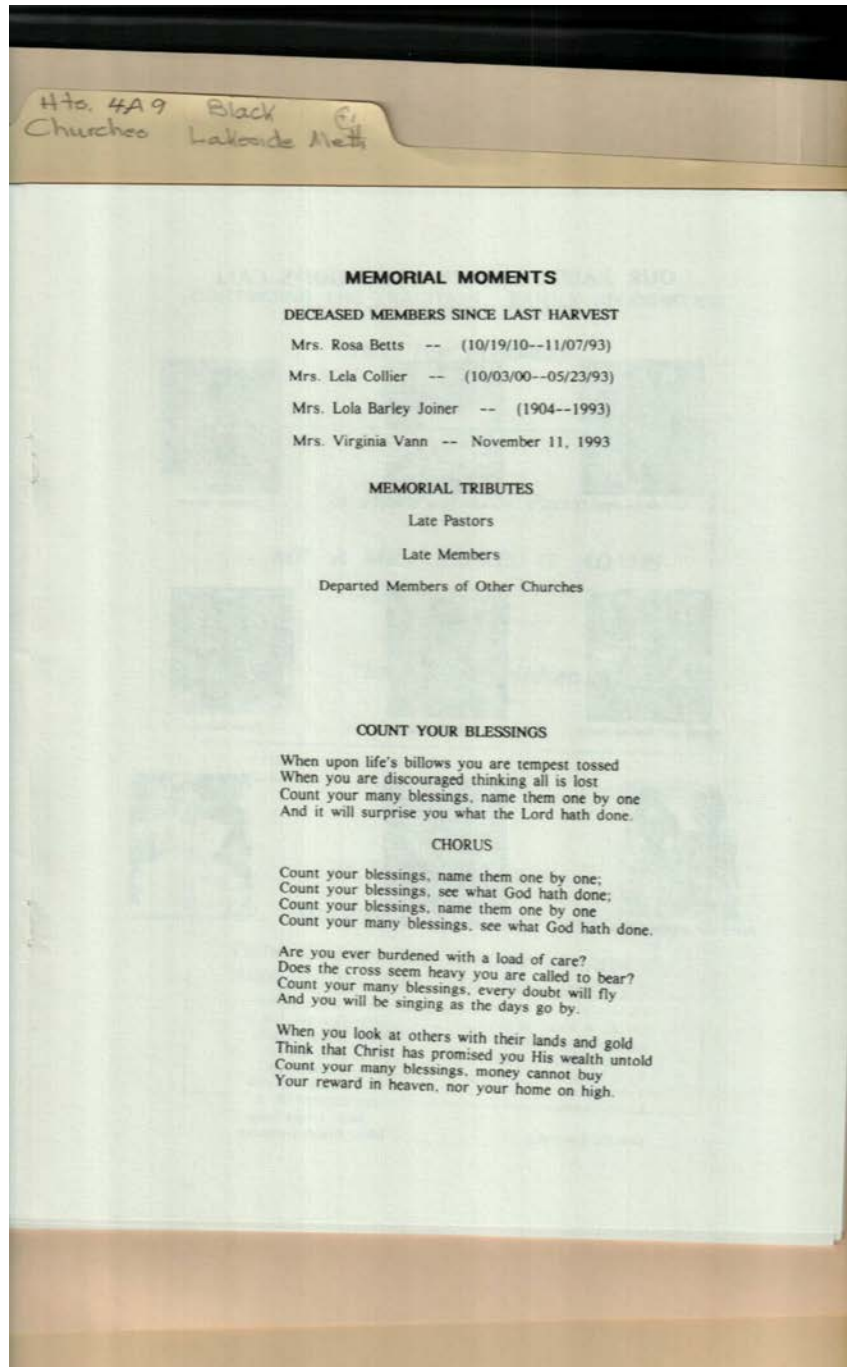 Hts. 4A9 Black
Churches Lakeside Meth
MEMORIAL MOMENTS
DECEASED MEMBERS SINCE LAST HARVEST
Mrs. Rosa Betts -- (10/19/10--11/07/93)
Mrs. Lela Collier -- (10/03/00--05/23/93)
Mrs. Lola Barley Joiner -- (1904--1993)
Mrs. Virginia Vann -- November 11, 1993
MEMORIAL TRIBUTES
Late Pastors
Late Members
Departed Members of Other Churches
COUNT YOUR BLESSINGS
When upon life's billows you are tempest tossed
When you are discouraged thinking all is lost
Count your many blessings, name them one by one
And it will surprise you what the Lord hath done.
CHORUS
Count your blessings, name them one by one;
Count your blessings, see what God hath done;
Count your blessings, name them one by one
Count your many blessings, see what God hath done.
Are you ever burdened with a load of care?
Does the cross seem heavy you are called to bear?
Count your many blessings, every doubt will fly
And you will be singing as the days go by.
When you look at others with their lands and gold
Think that Christ has promised you His wealth untold
Count your many blessings, money cannot buy
Your reward in heaven, nor your home on high.